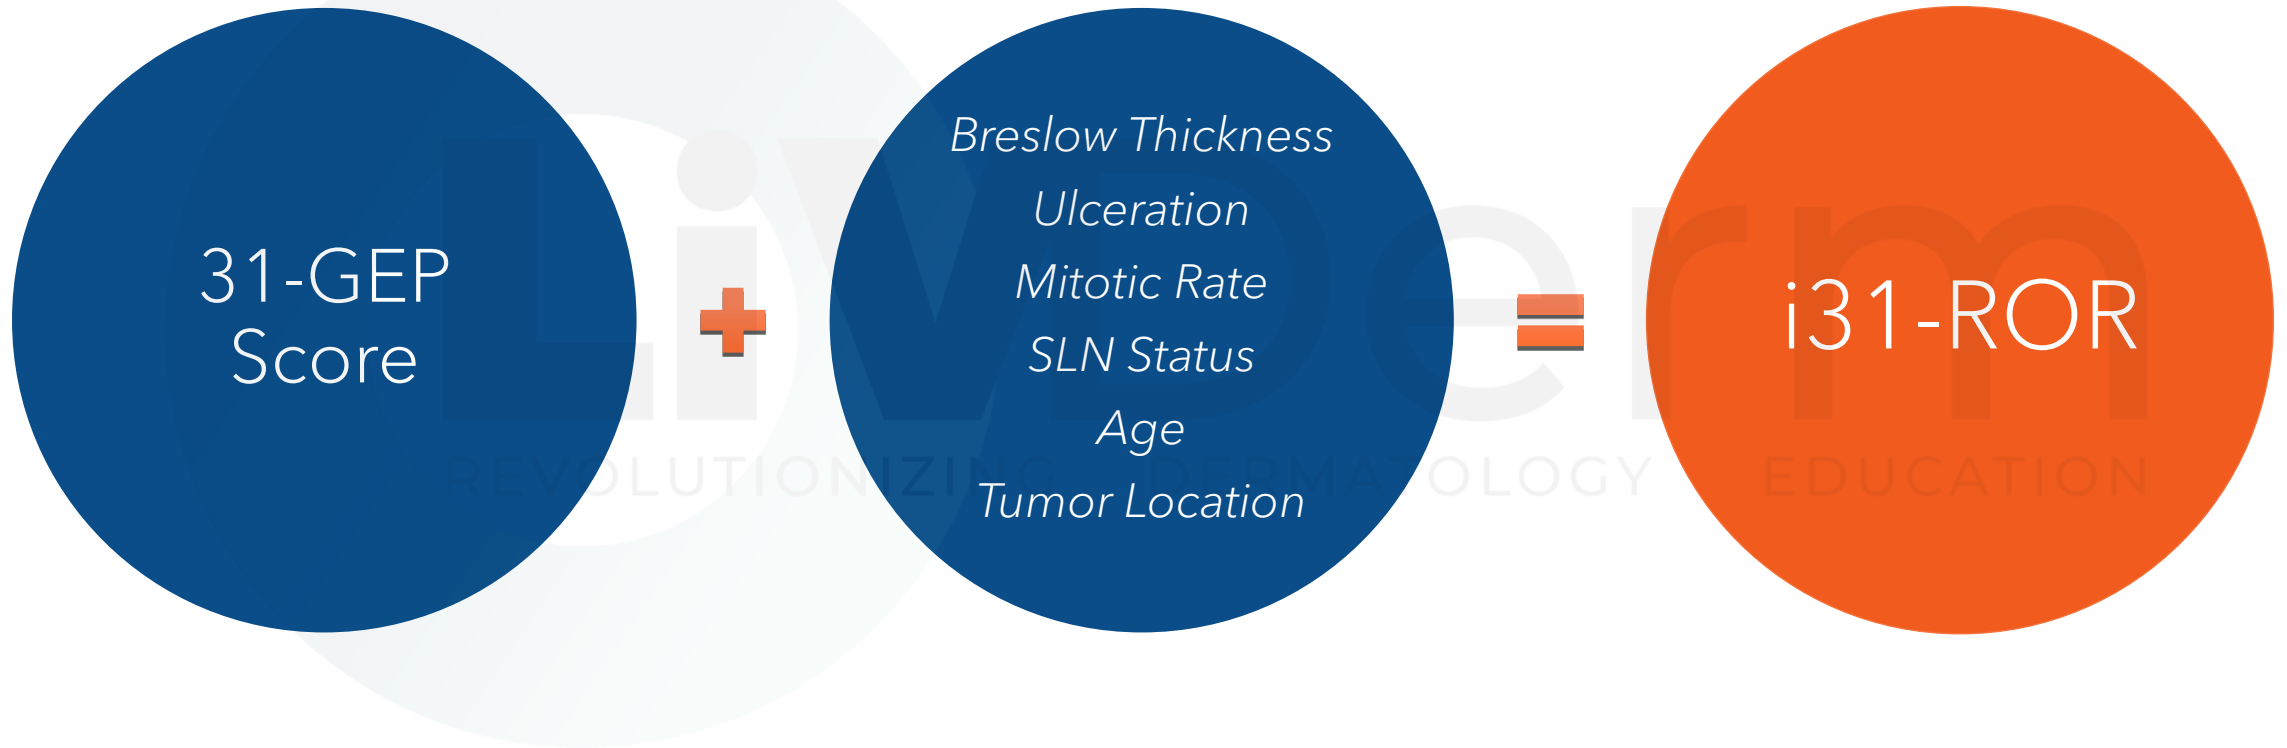 31-GEP
Score
+
Breslow Thickness
Ulceration
Mitotic Rate
SLN Status
Age
Tumor Location
=
i31-ROR
LiVDerm
REVOLUTIONIZING DERMATOLOGY EDUCATION